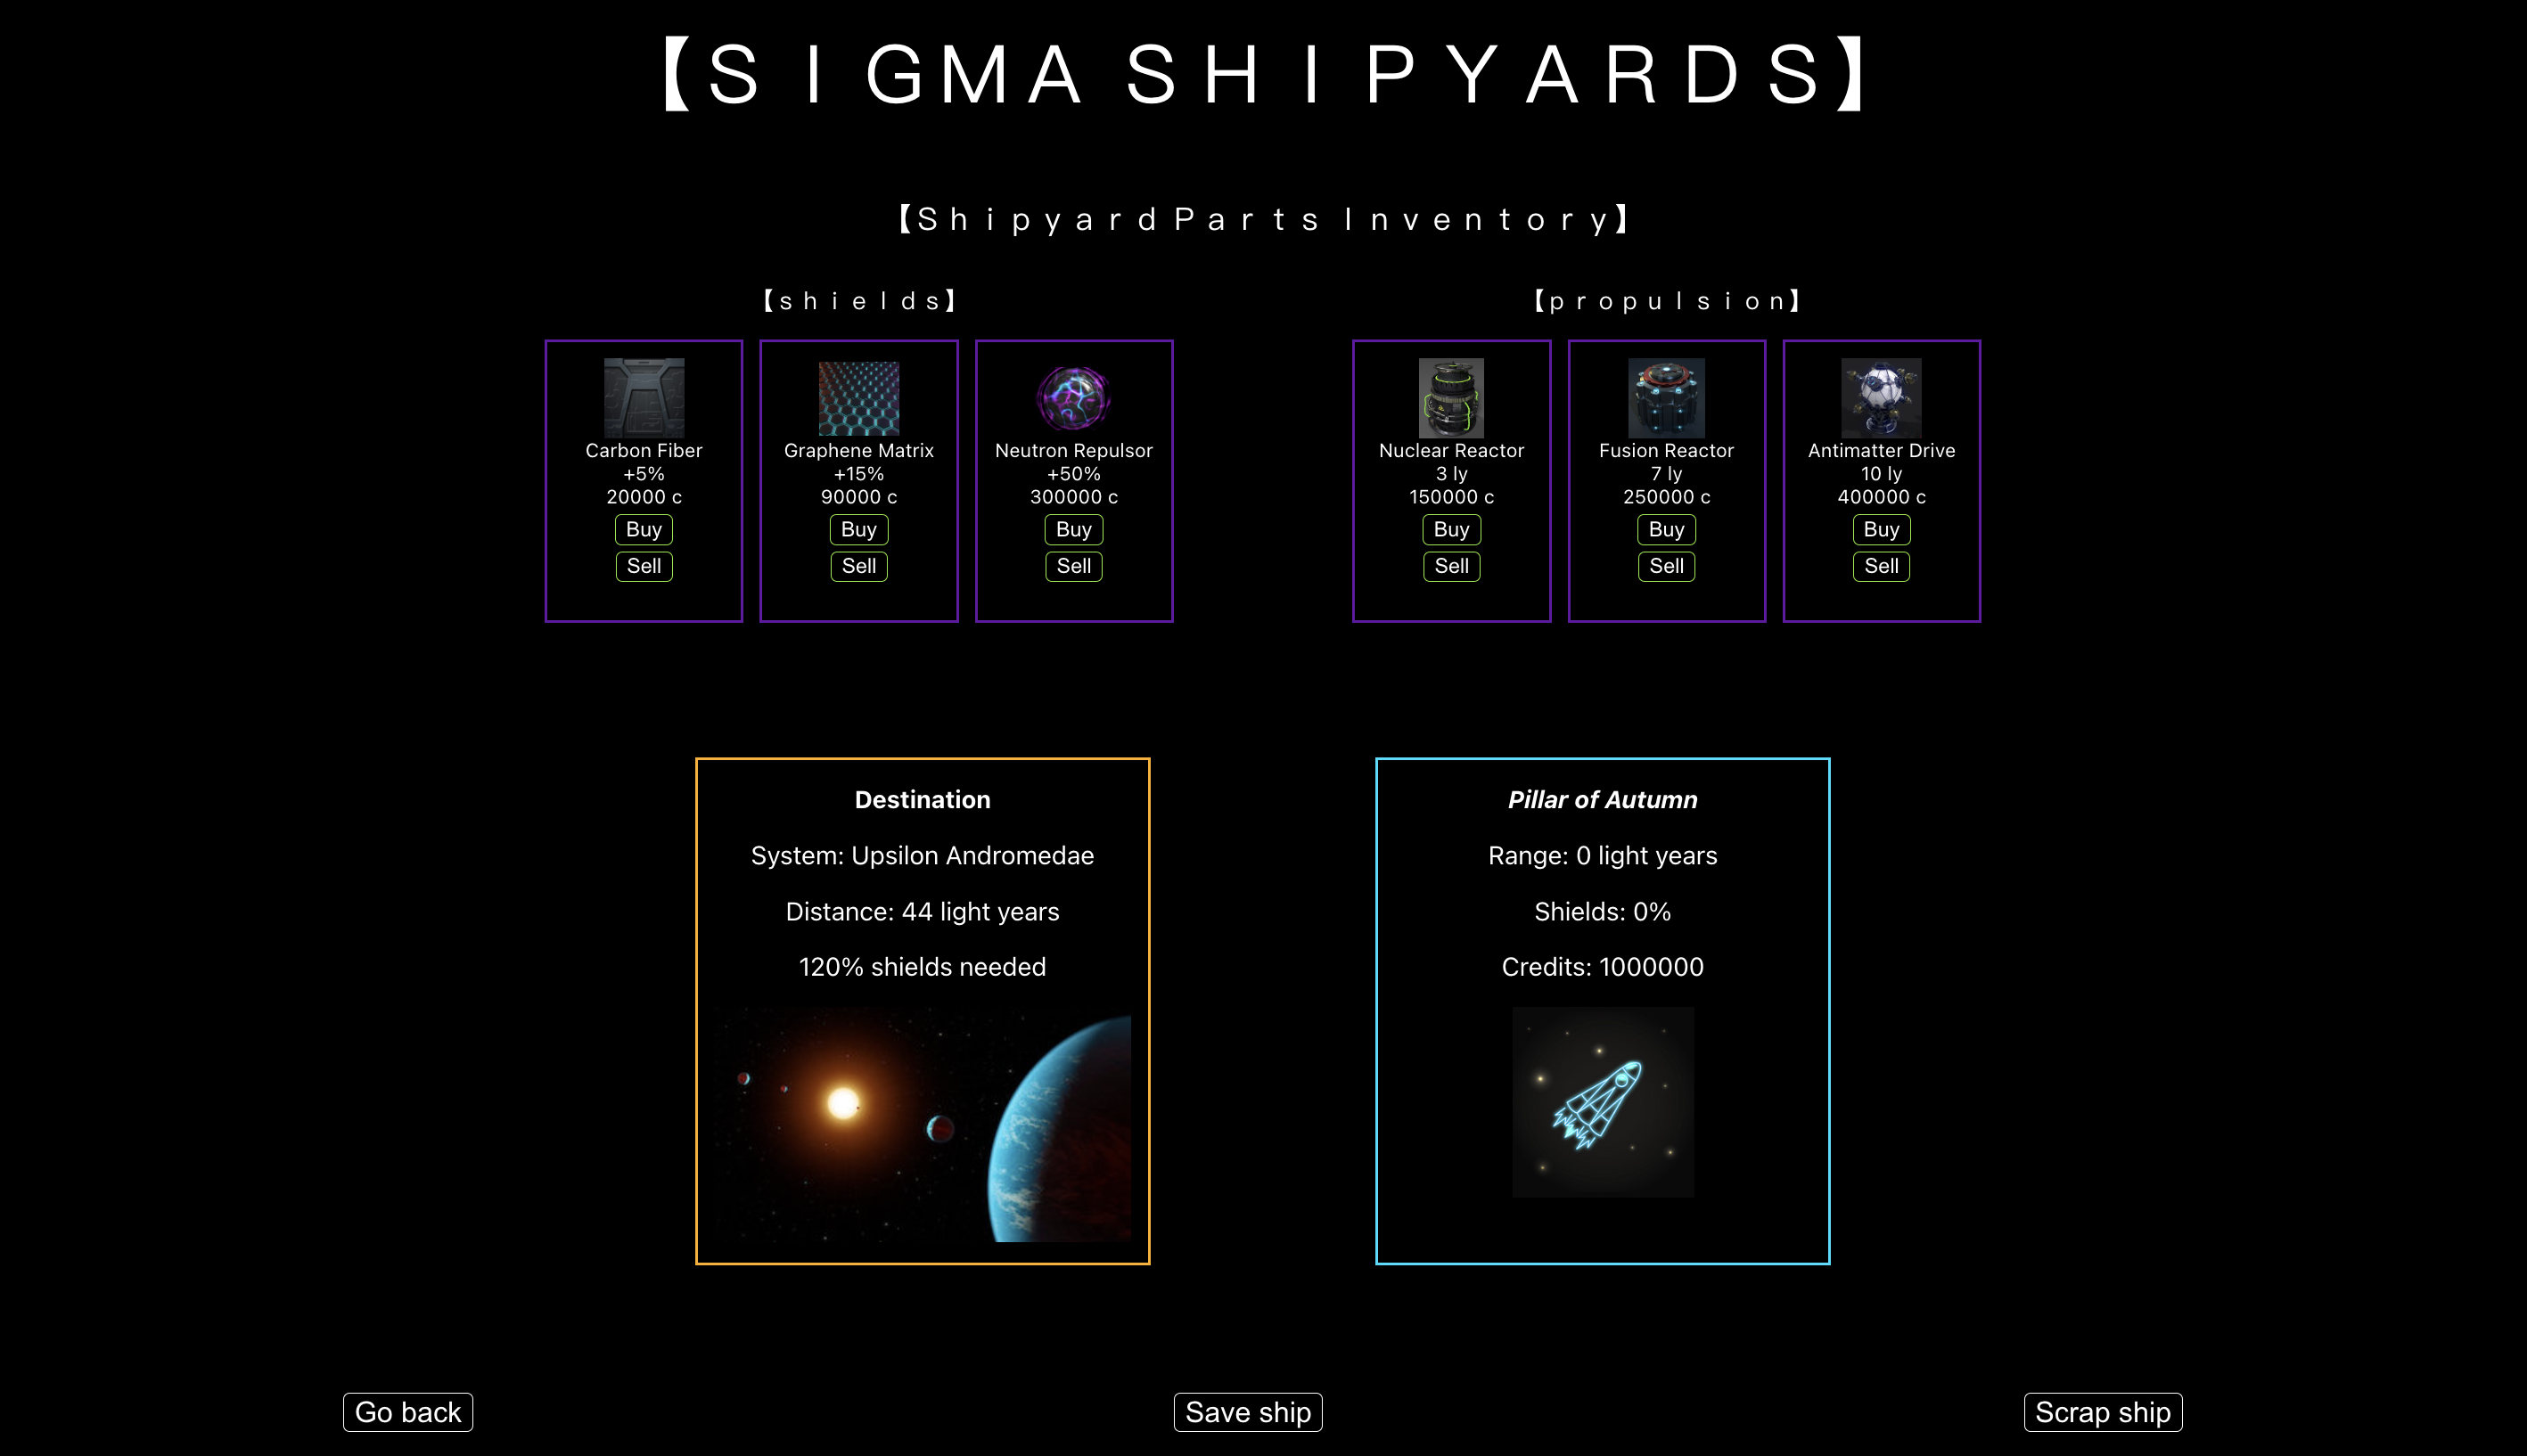 【SIGMA SHIPYARDS】
【Shipyard Parts Inventory】
【shields】
Carbon Fiber
+5%
20000 c
Buy
Sell
Graphene Matrix
+15%
90000 c
Buy
Sell
Neutron Repulsor
+50%
300000 c
Buy
Sell
【propulsion】
Nuclear Reactor
3 ly
150000 c
Buy
Sell
Fusion Reactor
7 ly
250000 c
Buy
Sell
Antimatter Drive
10 ly
400000 c
Buy
Sell
Destination
System: Upsilon Andromedae
Distance: 44 light years
120% shields needed
Pillar of Autumn
Range: 0 light years
Shields: 0%
Credits: 1000000
Go back
Save ship
Scrap ship